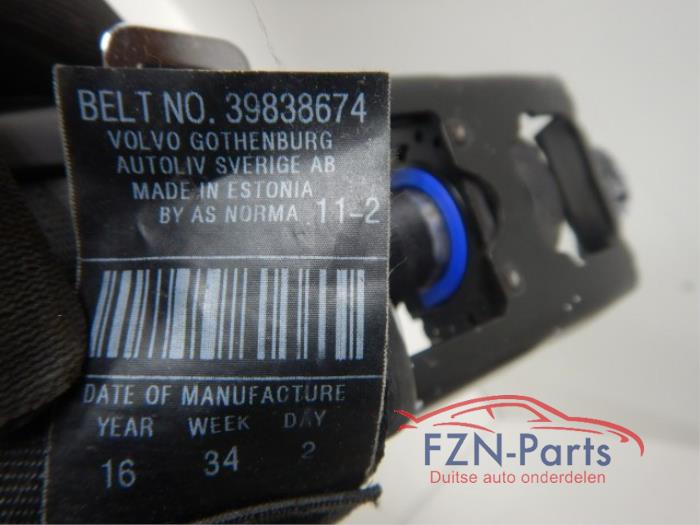 BELT NO. 39838674
VOLVO GOTHENBURG
AUTOLIV SVERIGE AB
MADE IN ESTONIA
BY AS NORMA 11-2
DATE OF MANUFACTURE
YEAR WEEK DAY
16 34 2
FZN-Parts
Duitse auto onderdelen